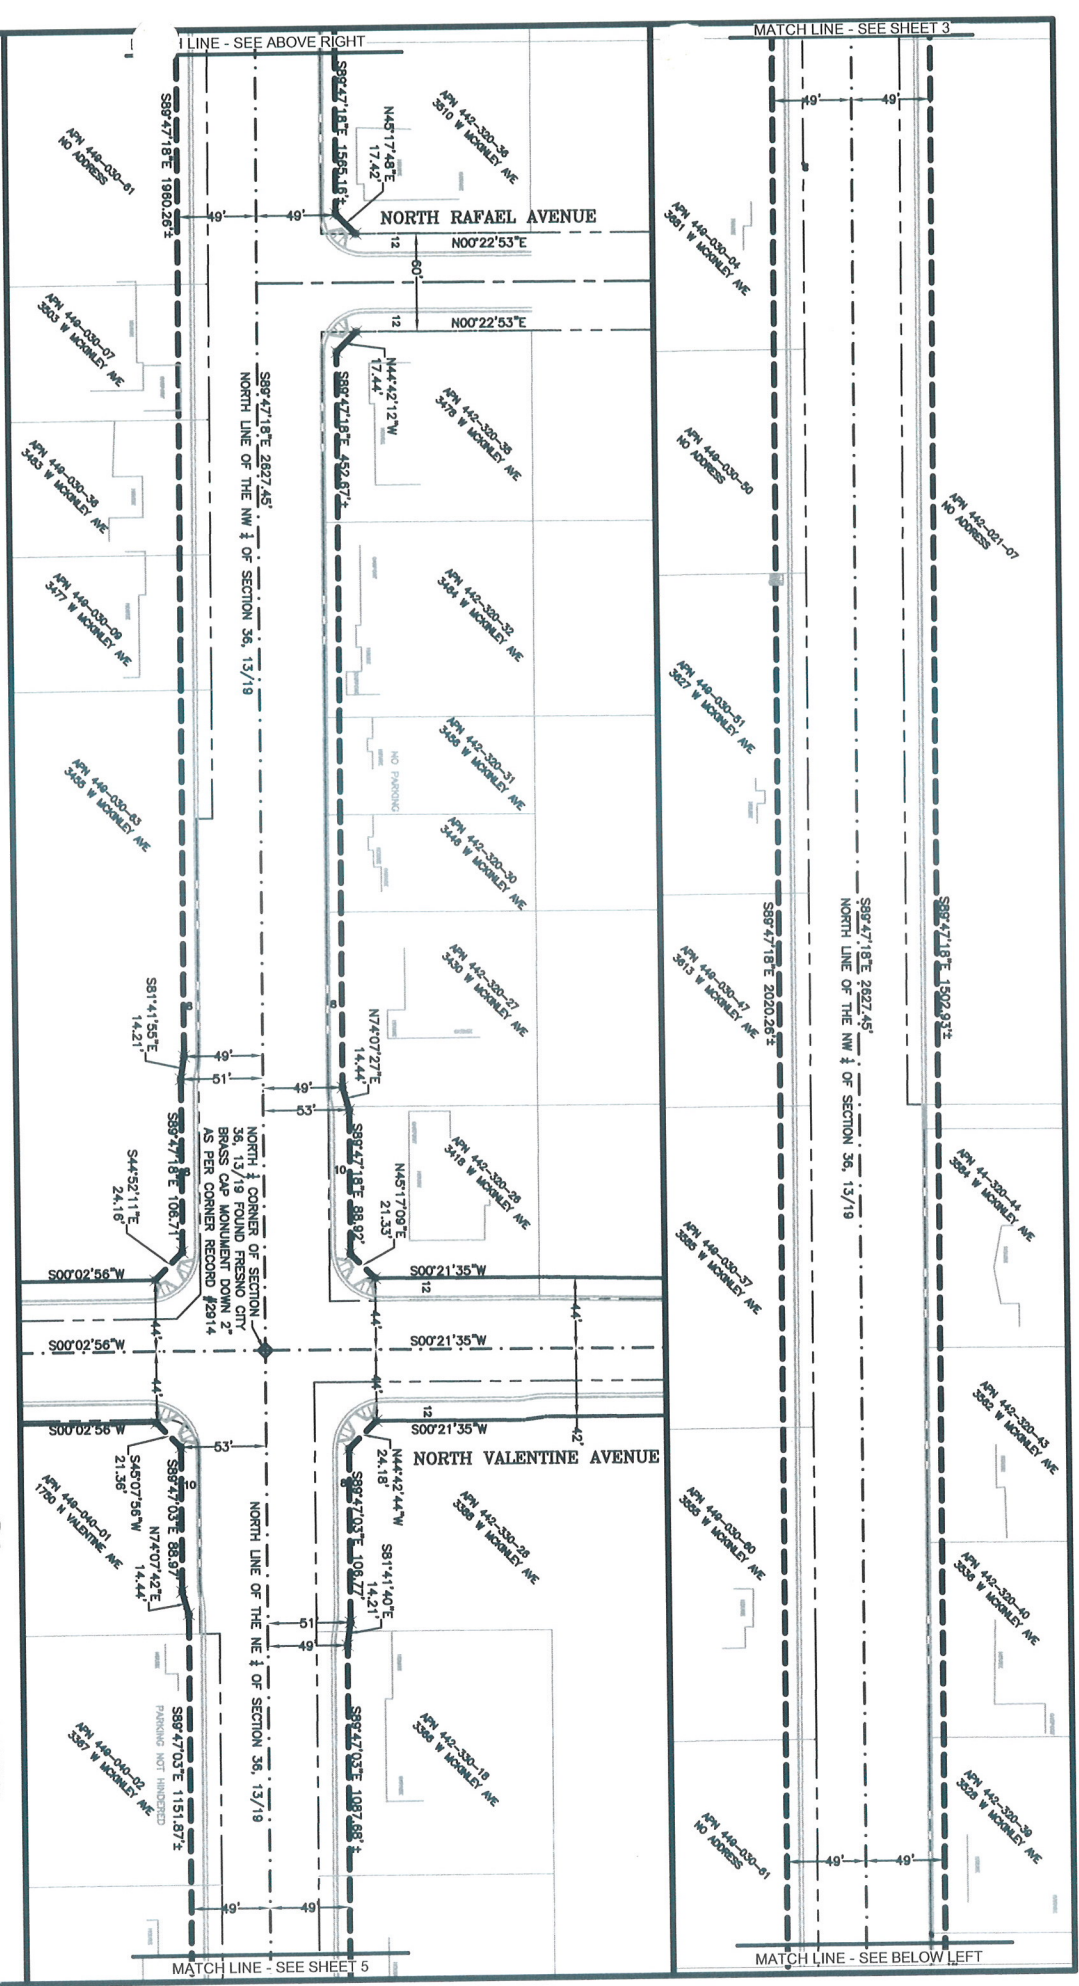 MATCH LINE - SEE SHEET 3
49'
49'
APN 449-030-04
3661 W MCKINLEY AVE
APN 449-030-50
NO ADDRESS
APN 442-021-07
NO ADDRESS
APN 449-030-51
3627 W MCKINLEY AVE
S89°47'18"E 1502.93'±
S89°47'18"E 2627.45'
NORTH LINE OF THE NW ¼ OF SECTION 36, 13/19
S89°47'18"E 2020.26'±
APN 449-030-47
3613 W MCKINLEY AVE
APN 44-320-44
3584 W MCKINLEY AVE
APN 449-030-37
3585 W MCKINLEY AVE
APN 442-320-43
3562 W MCKINLEY AVE
APN 449-030-60
3555 W MCKINLEY AVE
APN 442-320-40
3536 W MCKINLEY AVE
APN 442-320-39
3528 W MCKINLEY AVE
APN 449-030-61
NO ADDRESS
49'
49'
MATCH LINE - SEE BELOW LEFT
LINE - SEE ABOVE RIGHT
S89°47'18"E 1565.16'±
N45°17'48"E
17.42'
APN 442-320-36
3510 W MCKINLEY AVE
S89°47'18"E 1960.26'±
APN 449-030-61
NO ADDRESS
49'
49'
NORTH RAFAEL AVENUE
12
N00°22'53"E
60'
12
N00°22'53"E
N44°42'12"W
17.44'
APN 449-030-07
3503 W MCKINLEY AVE
S89°47'18"E 2627.45'
NORTH LINE OF THE NW ¼ OF SECTION 36, 13/19
S89°47'18"E 452.67'±
APN 442-320-35
3476 W MCKINLEY AVE
APN 449-030-36
3483 W MCKINLEY AVE
APN 449-030-09
3477 W MCKINLEY AVE
APN 442-320-32
3464 W MCKINLEY AVE
APN 442-320-31
3456 W MCKINLEY AVE
NO PARKING
APN 449-030-63
3455 W MCKINLEY AVE
APN 442-320-30
3446 W MCKINLEY AVE
APN 442-320-27
3430 W MCKINLEY AVE
S81°41'55"E
14.21'
49'
51'
8
N74°07'27"E
14.44'
49'
53'
S89°47'18"E 106.71'
S44°52'11"E
24.16'
NORTH ¼ CORNER OF SECTION
36, 13/19 FOUND FRESNO CITY
BRASS CAP MONUMENT DOWN 2"
AS PER CORNER RECORD #2914
10
S89°47'18"E 88.92'
N45°17'09"E
21.33'
APN 442-320-26
3418 W MCKINLEY AVE
S00°02'56"W
S00°21'35"W
12
44'
44'
44'
S00°02'56"W
S00°21'35"W
44'
44'
12
S00°02'56"W
S00°21'35"W
42'
NORTH VALENTINE AVENUE
53'
S45°07'56"W
21.36'
10
S89°47'03"E 88.97'
N74°07'42"E
14.44'
APN 449-040-01
1750 N VALENTINE AVE
NORTH LINE OF THE NE ¼ OF SECTION 36, 13/19
N44°42'44"W
24.18'
S89°47'03"E 106.77'
S81°41'40"E
14.21'
APN 442-330-28
3386 W MCKINLEY AVE
51'
49'
PARKING NOT HINDERED
S89°47'03"E 1151.87'±
APN 449-040-02
3367 W MCKINLEY AVE
S89°47'03"E 1087.68'±
APN 442-330-18
3366 W MCKINLEY AVE
49'
49'
MATCH LINE - SEE SHEET 5